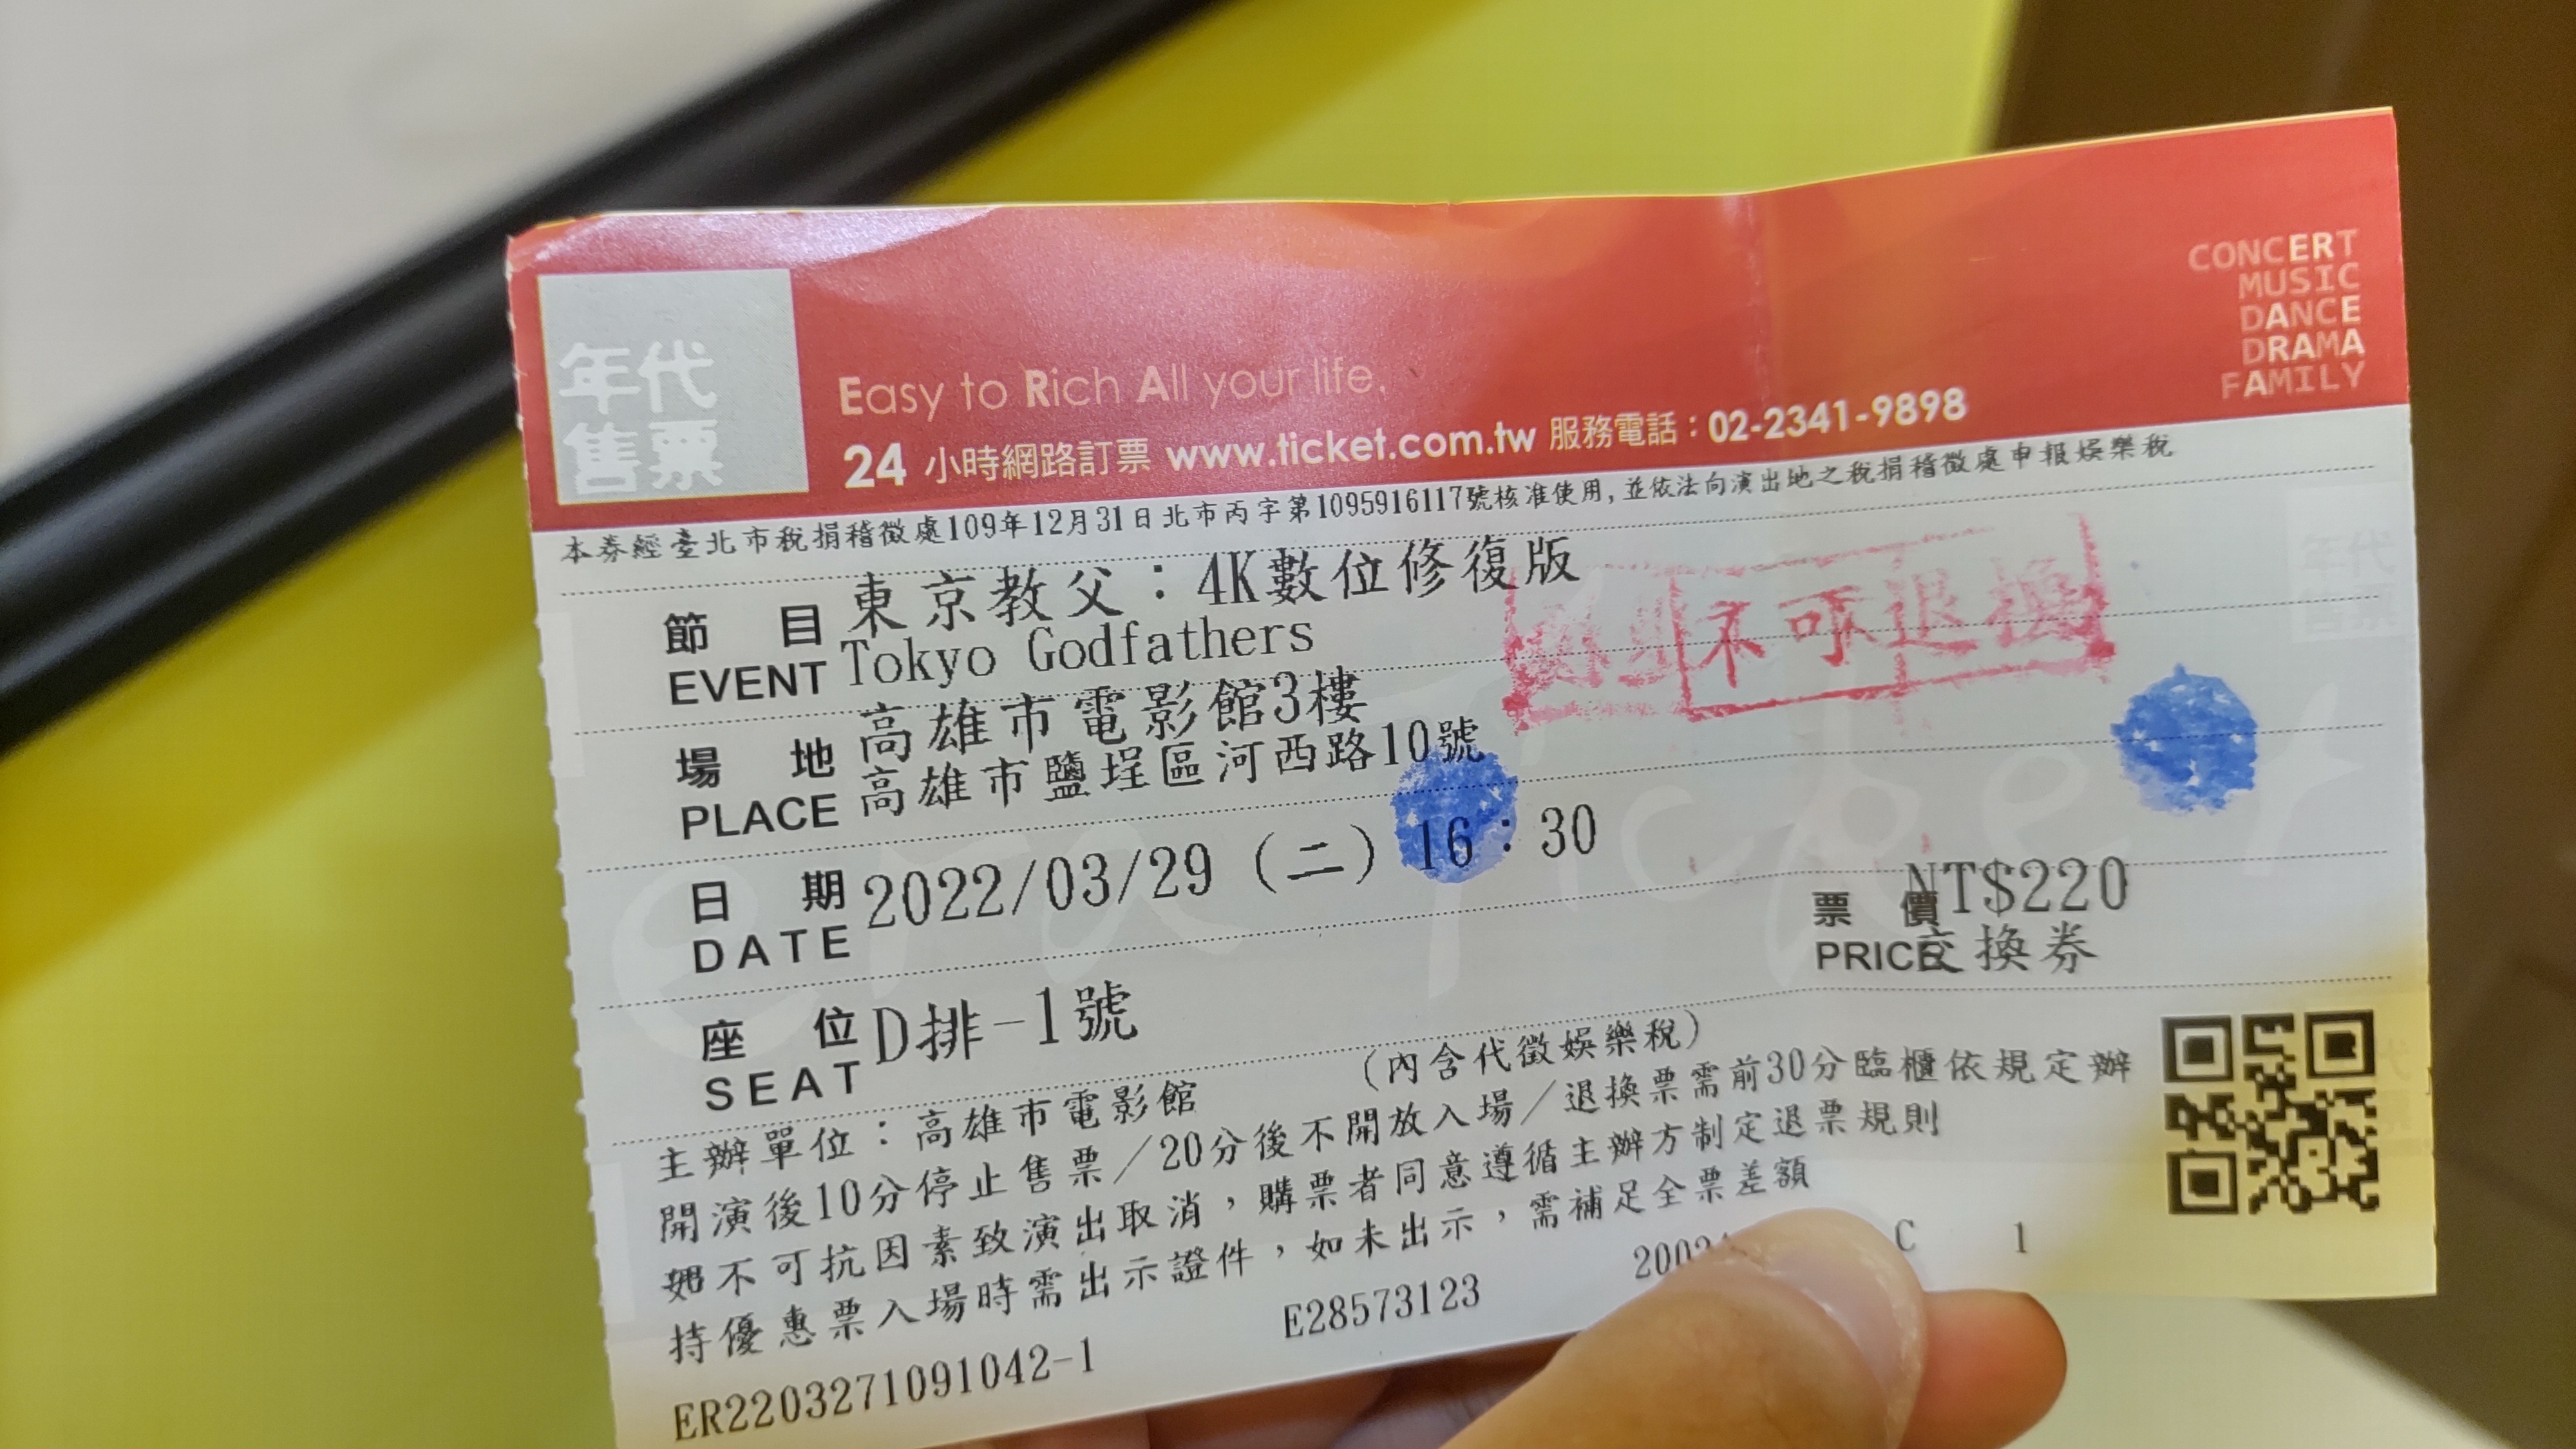 年代
售票
Easy to Rich All your life.
24 小時網路訂票 www.ticket.com.tw 服務電話：02-2341-9898
CONCERT
MUSIC
DANCE
DRAMA
FAMILY
本券經臺北市稅捐稽徵處109年12月31日北市丙字第1095916117號核准使用,並依法向演出地之稅捐稽徵處申報娛樂稅
節目 東京教父：4K數位修復版
EVENT Tokyo Godfathers
不可退換
場地 高雄市電影館3樓
PLACE 高雄市鹽埕區河西路10號
日期 2022/03/29（二）16：30
DATE
票價 NT$220
PRICE 交換券
座位 D排-1號
SEAT
主辦單位：高雄市電影館 (內含代徵娛樂稅)
開演後10分停止售票／20分後不開放入場／退換票需前30分臨櫃依規定辦
如不可抗因素致演出取消，購票者同意遵循主辦方制定退票規則
持優惠票入場時需出示證件，如未出示，需補足全票差額
ER2203271091042-1 E28573123 C 1
era Ticket